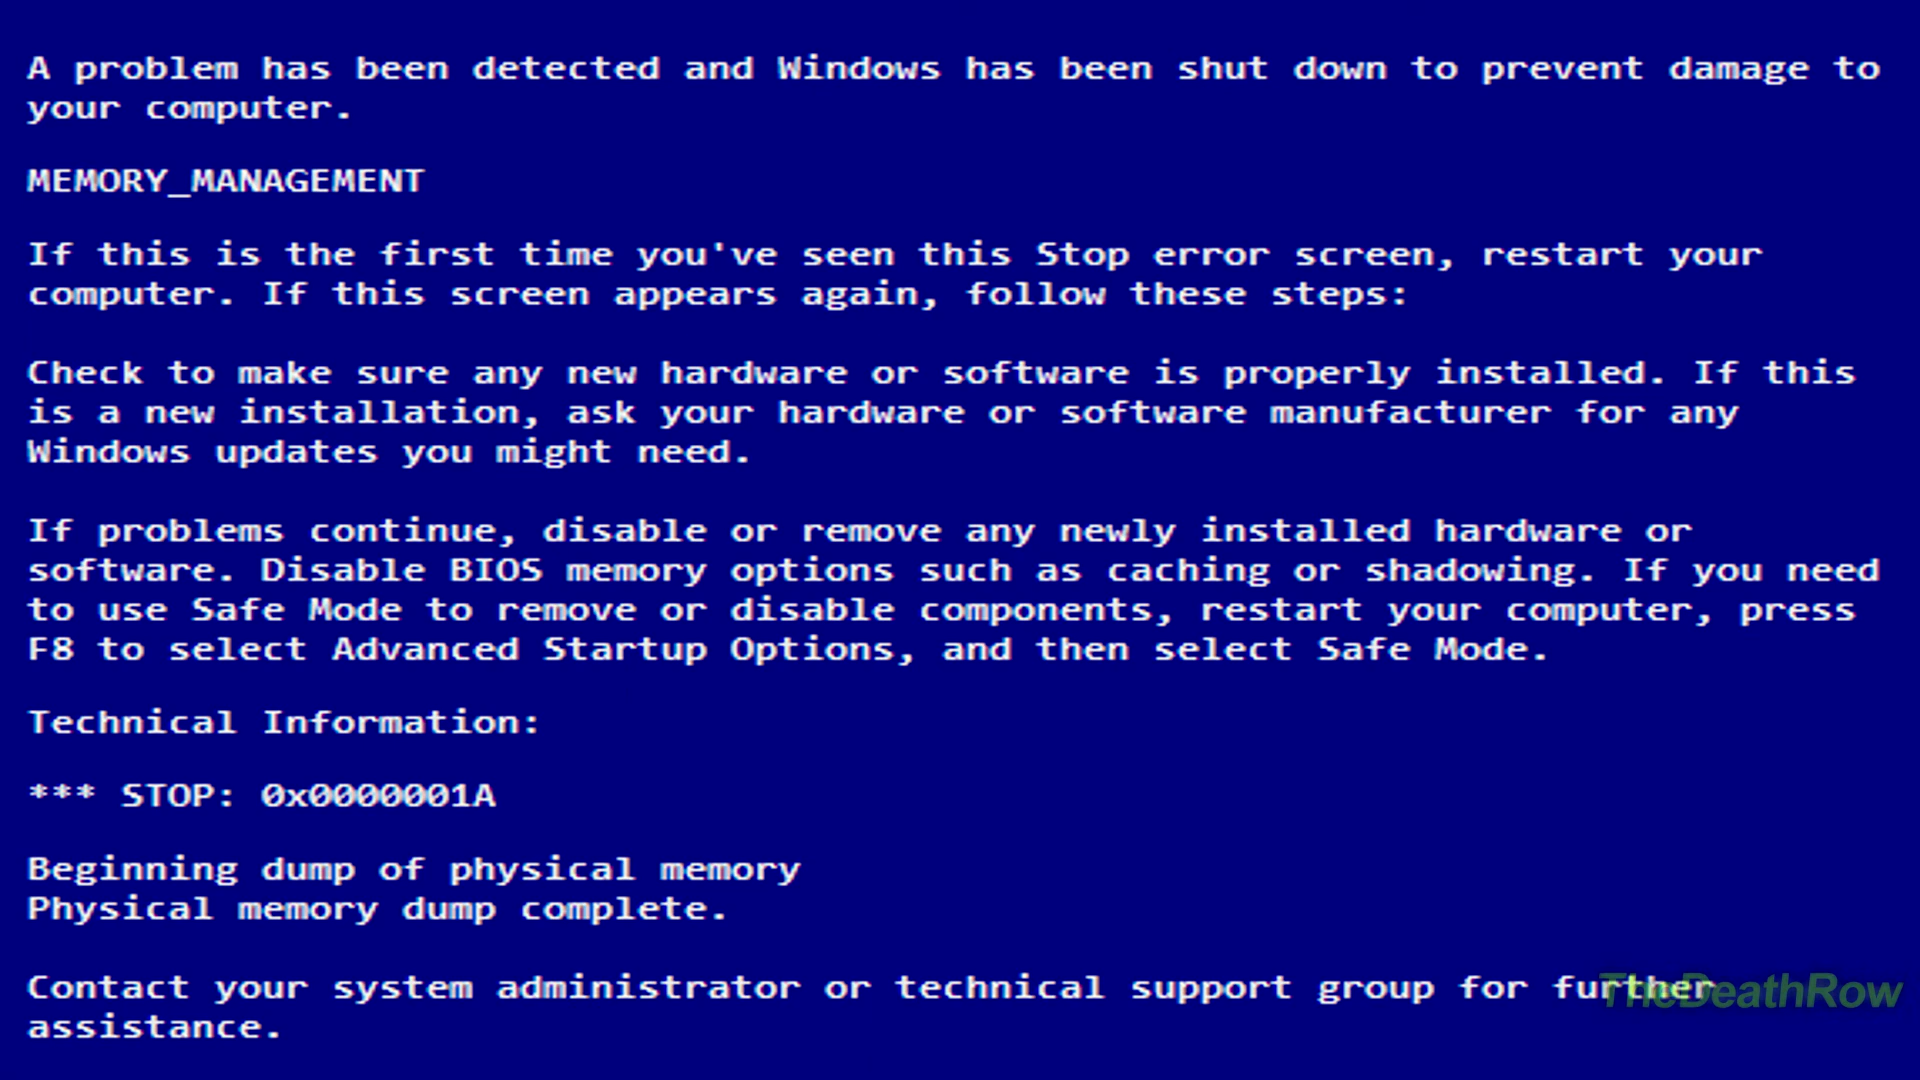 A problem has been detected and Windows has been shut down to prevent damage to
your computer.
MEMORY_MANAGEMENT
If this is the first time you've seen this Stop error screen, restart your
computer. If this screen appears again, follow these steps:
Check to make sure any new hardware or software is properly installed. If this
is a new installation, ask your hardware or software manufacturer for any
Windows updates you might need.
If problems continue, disable or remove any newly installed hardware or
software. Disable BIOS memory options such as caching or shadowing. If you need
to use Safe Mode to remove or disable components, restart your computer, press
F8 to select Advanced Startup Options, and then select Safe Mode.
Technical Information:
*** STOP: 0x0000001A
Beginning dump of physical memory
Physical memory dump complete.
Contact your system administrator or technical support group for further
assistance.
TheDeathRow